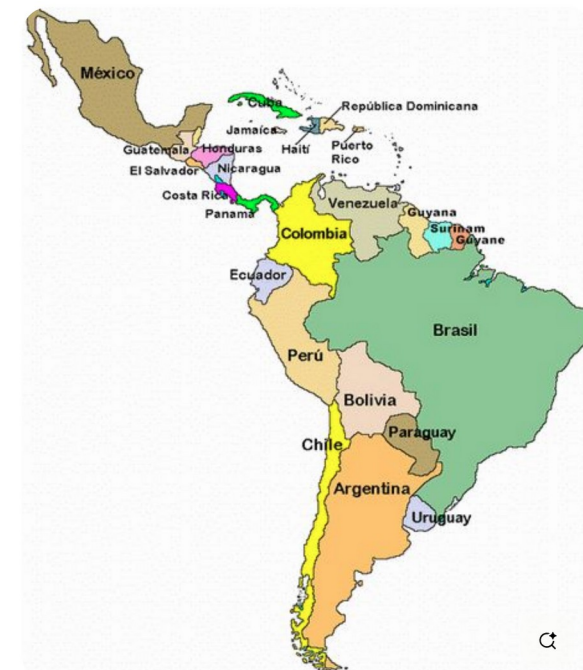 México
Cuba
República Dominicana
Jamaíca
Haití
Puerto
Rico
Guatemala
Honduras
El Salvador
Nicaragua
Costa Rica
Panamá
Venezuela
Guyana
Surinam
Guyane
Colombia
Ecuador
Brasil
Perú
Bolivia
Paraguay
Chile
Argentina
Uruguay